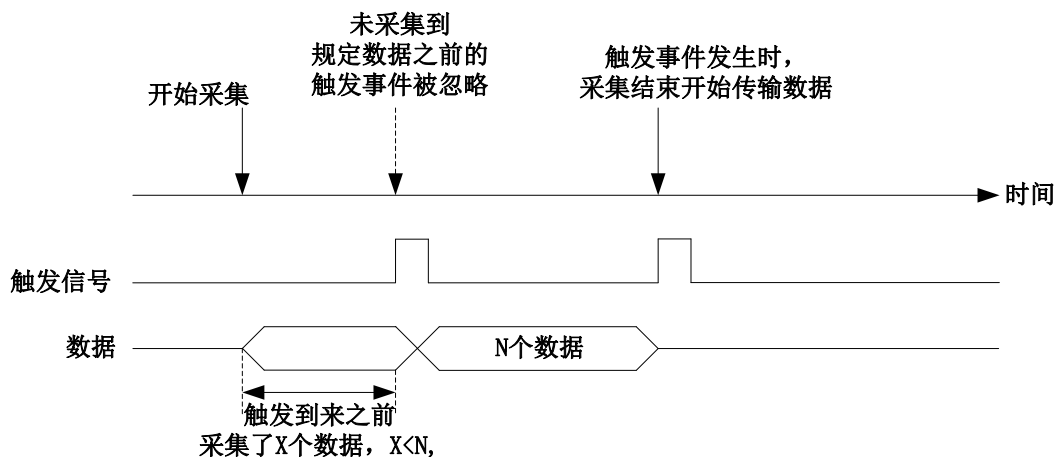 未采集到
规定数据之前的
触发事件被忽略
触发事件发生时，
采集结束开始传输数据
开始采集
时间
触发信号
数据
N个数据
触发到来之前
采集了X个数据，X<N,